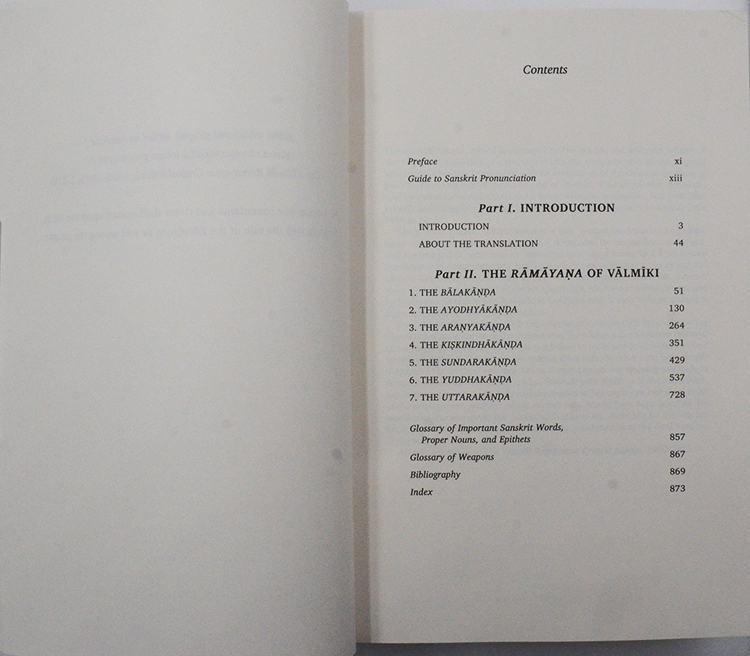 Contents
Preface xi
Guide to Sanskrit Pronunciation xiii
Part I. INTRODUCTION
INTRODUCTION 3
ABOUT THE TRANSLATION 44
Part II. THE RĀMĀYAṆA OF VĀLMĪKI
1. THE BĀLAKĀṆḌA 51
2. THE AYODHYĀKĀṆḌA 130
3. THE ARAṆYAKĀṆḌA 264
4. THE KIṢKINDHĀKĀṆḌA 351
5. THE SUNDARAKĀṆḌA 429
6. THE YUDDHAKĀṆḌA 537
7. THE UTTARAKĀṆḌA 728
Glossary of Important Sanskrit Words,
Proper Nouns, and Epithets 857
Glossary of Weapons 867
Bibliography 869
Index 873